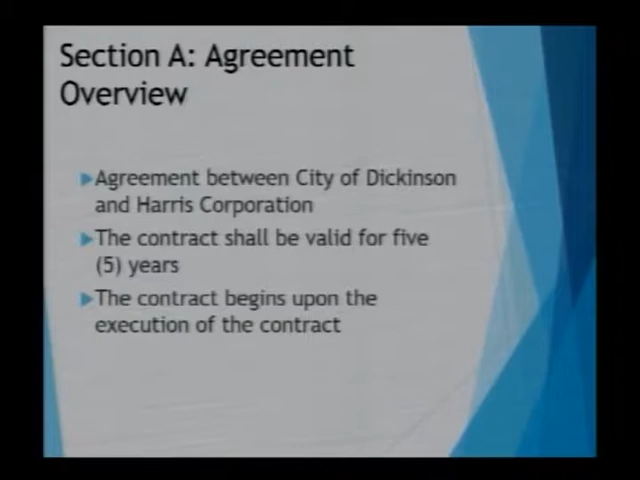 Section A: Agreement
Overview
Agreement between City of Dickinson
and Harris Corporation
The contract shall be valid for five
(5) years
The contract begins upon the
execution of the contract